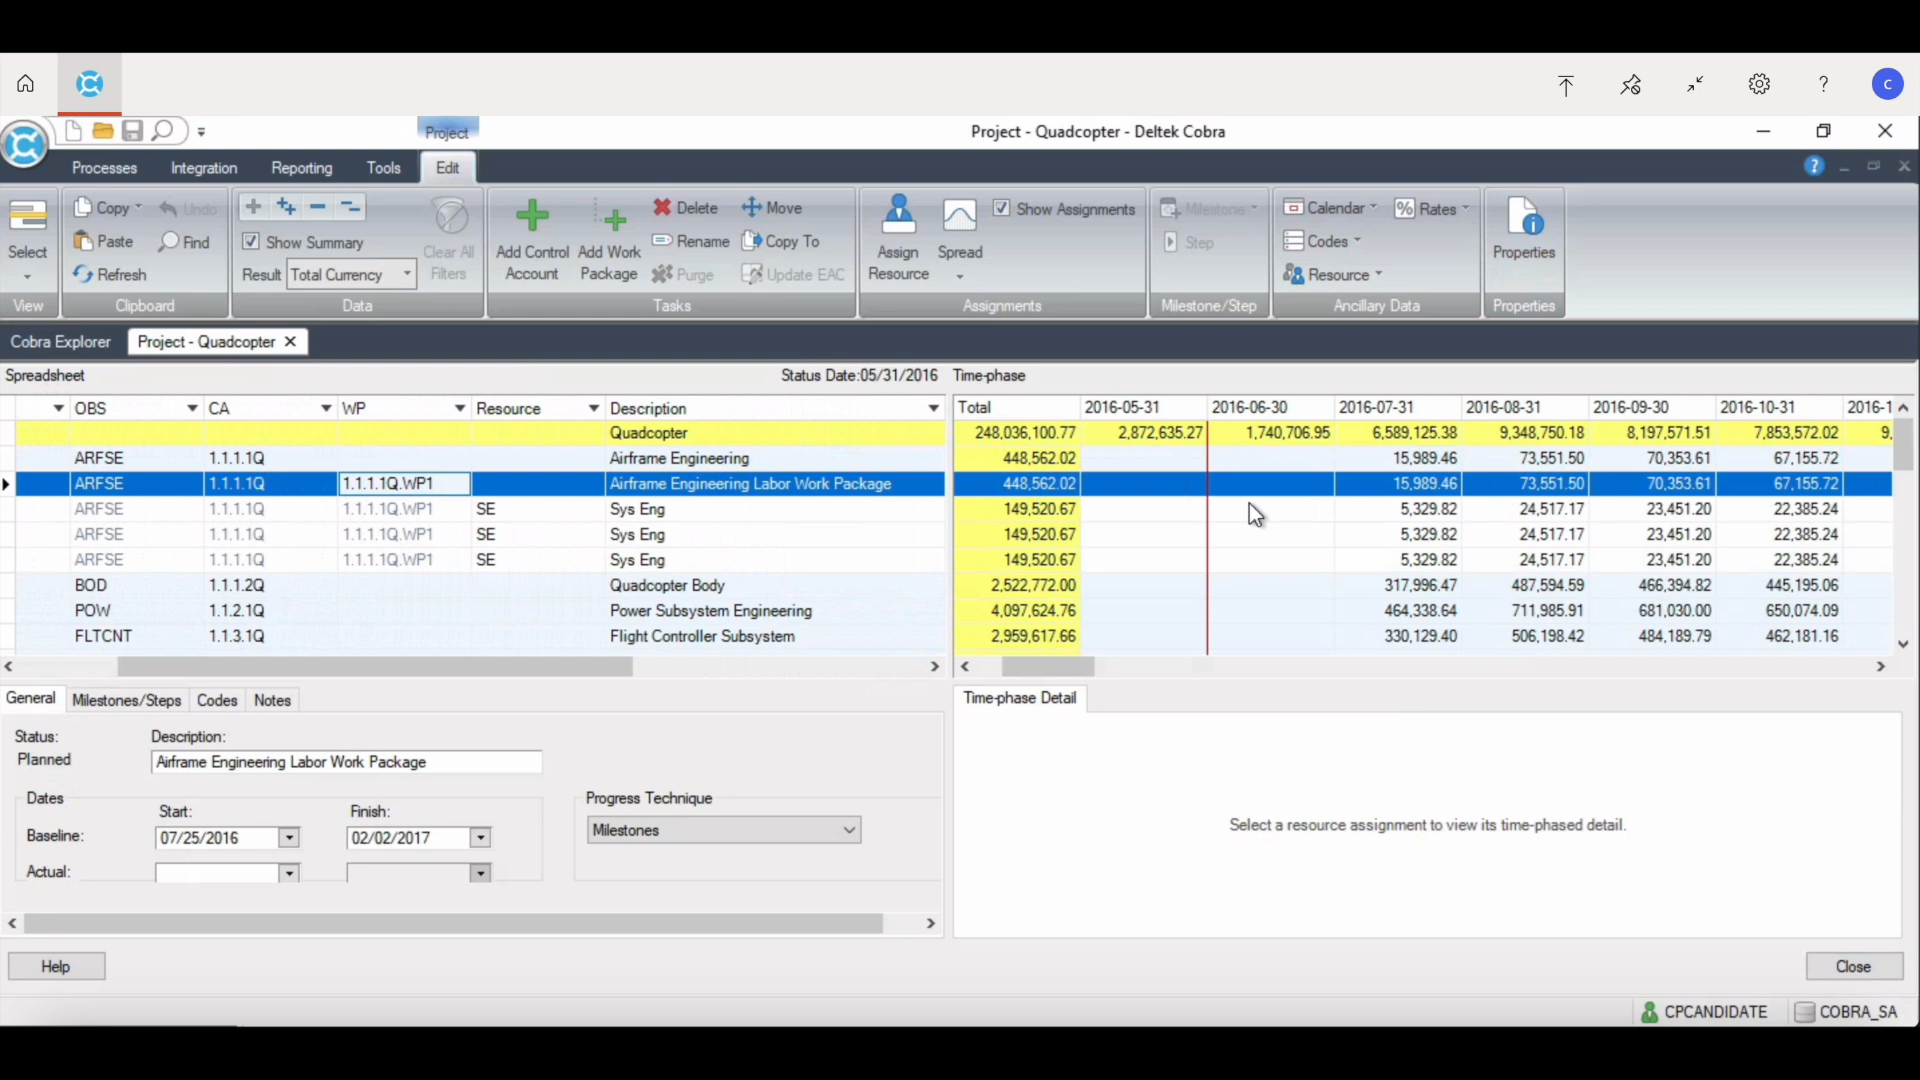 C
Project
Project - Quadcopter - Deltek Cobra
Processes Integration Reporting Tools Edit
Select
View
Copy Undo
Paste Find
Refresh
Clipboard
Show Summary
Result Total Currency
Clear All Filters
Data
Add Control Account
Add Work Package
Delete Move
Rename Copy To
Purge Update EAC
Tasks
Assign Resource
Spread
Show Assignments
Assignments
Milestone
Step
Milestone/Step
Calendar % Rates
Codes
Resource
Ancillary Data
Properties
Properties
Cobra Explorer Project - Quadcopter
Spreadsheet Status Date:05/31/2016 Time-phase
OBS CA WP Resource Description Total 2016-05-31 2016-06-30 2016-07-31 2016-08-31 2016-09-30 2016-10-31 2016-1
Quadcopter 248,036,100.77 2,872,635.27 1,740,706.95 6,589,125.38 9,348,750.18 8,197,571.51 7,853,572.02 9,
ARFSE 1.1.1.1Q Airframe Engineering 448,562.02 15,989.46 73,551.50 70,353.61 67,155.72
ARFSE 1.1.1.1Q 1.1.1.1Q.WP1 Airframe Engineering Labor Work Package 448,562.02 15,989.46 73,551.50 70,353.61 67,155.72
ARFSE 1.1.1.1Q 1.1.1.1Q.WP1 SE Sys Eng 149,520.67 5,329.82 24,517.17 23,451.20 22,385.24
ARFSE 1.1.1.1Q 1.1.1.1Q.WP1 SE Sys Eng 149,520.67 5,329.82 24,517.17 23,451.20 22,385.24
ARFSE 1.1.1.1Q 1.1.1.1Q.WP1 SE Sys Eng 149,520.67 5,329.82 24,517.17 23,451.20 22,385.24
BOD 1.1.1.2Q Quadcopter Body 2,522,772.00 317,996.47 487,594.59 466,394.82 445,195.06
POW 1.1.2.1Q Power Subsystem Engineering 4,097,624.76 464,338.64 711,985.91 681,030.00 650,074.09
FLTCNT 1.1.3.1Q Flight Controller Subsystem 2,959,617.66 330,129.40 506,198.42 484,189.79 462,181.16
General Milestones/Steps Codes Notes
Time-phase Detail
Status: Description:
Planned Airframe Engineering Labor Work Package
Dates
Start: Finish:
Baseline: 07/25/2016 02/02/2017
Actual:
Progress Technique
Milestones
Select a resource assignment to view its time-phased detail.
Help Close
CPCANDIDATE COBRA_SA